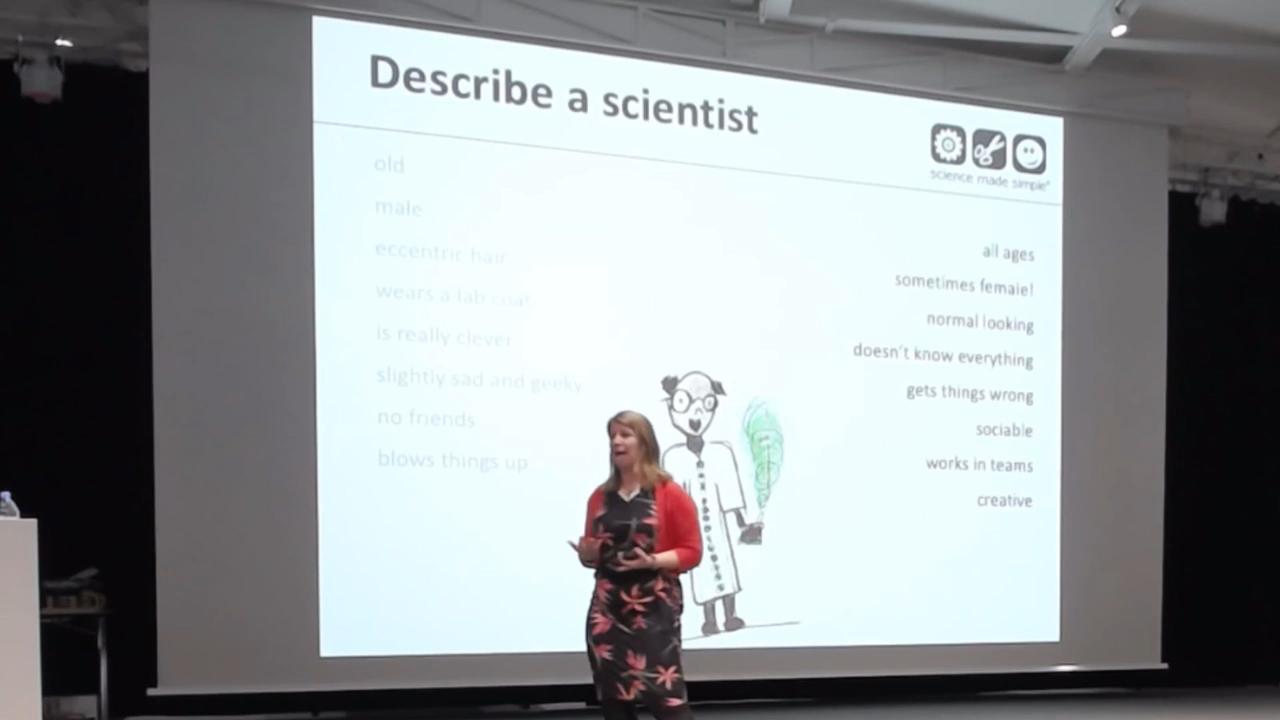 Describe a scientist
science made simple®
old
male
eccentric hair
wears a lab coat
is really clever
slightly sad and geeky
no friends
blows things up
all ages
sometimes female!
normal looking
doesn't know everything
gets things wrong
sociable
works in teams
creative